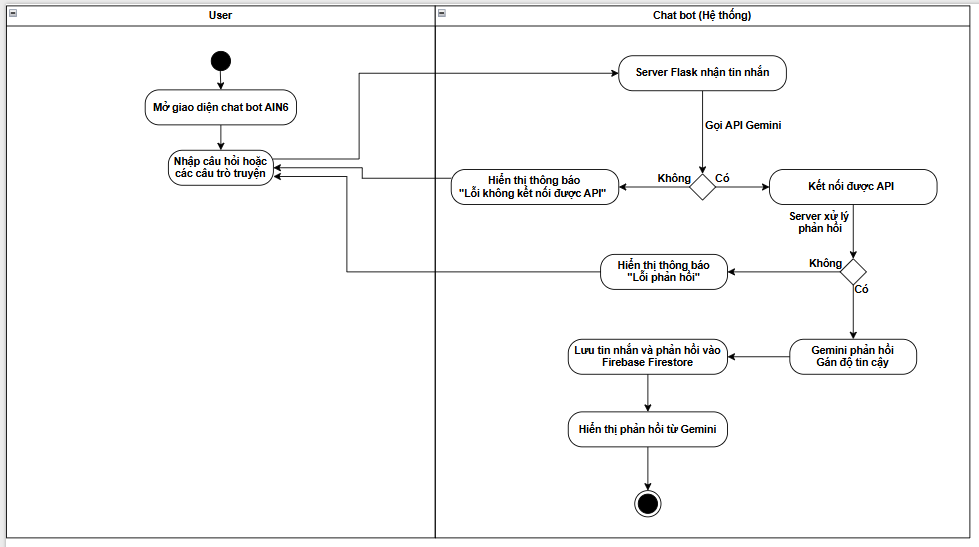 User
Chat bot (Hệ thống)
Mở giao diện chat bot AIN6
Nhập câu hỏi hoặc
các câu trò truyện
Server Flask nhận tin nhắn
Gọi API Gemini
Không
Có
Hiển thị thông báo
"Lỗi không kết nối được API"
Kết nối được API
Server xử lý
phản hồi
Không
Có
Hiển thị thông báo
"Lỗi phản hồi"
Gemini phản hồi
Gán độ tin cậy
Lưu tin nhắn và phản hồi vào
Firebase Firestore
Hiển thị phản hồi từ Gemini